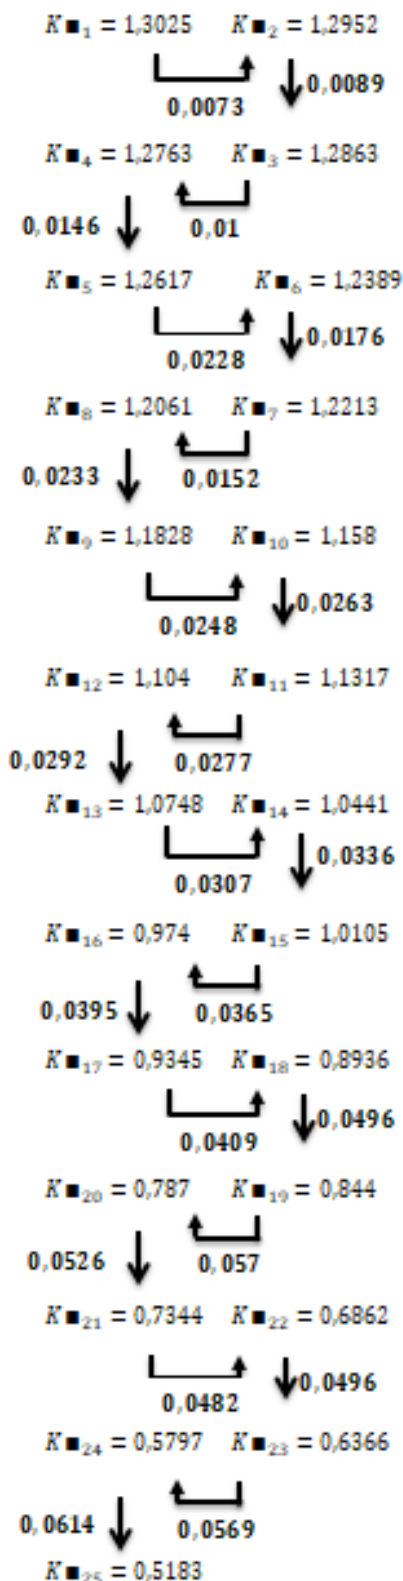 K■₁ = 1,3025 K■₂ = 1,2952
0,0089
0,0073
K■₄ = 1,2763 K■₃ = 1,2863
0,0146 0,01
K■₅ = 1,2617 K■₆ = 1,2389
0,0176
0,0228
K■₈ = 1,2061 K■₇ = 1,2213
0,0233 0,0152
K■₉ = 1,1828 K■₁₀ = 1,158
0,0263
0,0248
K■₁₂ = 1,104 K■₁₁ = 1,1317
0,0292 0,0277
K■₁₃ = 1,0748 K■₁₄ = 1,0441
0,0336
0,0307
K■₁₆ = 0,974 K■₁₅ = 1,0105
0,0395 0,0365
K■₁₇ = 0,9345 K■₁₈ = 0,8936
0,0496
0,0409
K■₂₀ = 0,787 K■₁₉ = 0,844
0,0526 0,057
K■₂₁ = 0,7344 K■₂₂ = 0,6862
0,0496
0,0482
K■₂₄ = 0,5797 K■₂₃ = 0,6366
0,0614 0,0569
K■₂₅ = 0,5183